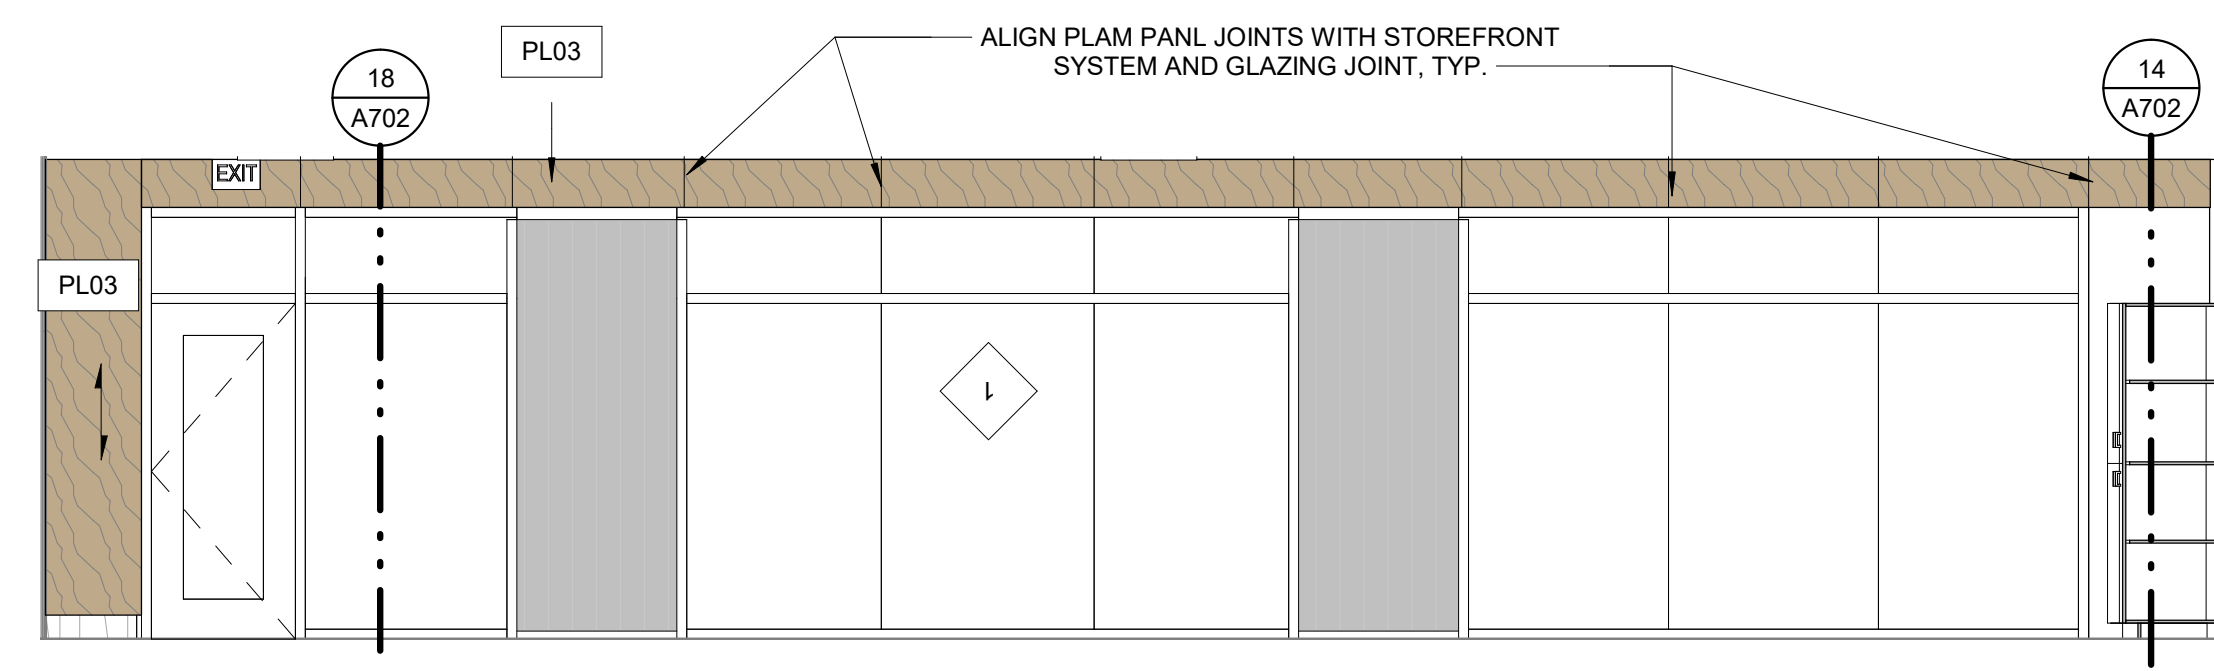 ALIGN PLAM PANL JOINTS WITH STOREFRONT
SYSTEM AND GLAZING JOINT, TYP.
PL03
18
A702
14
A702
EXIT
PL03
1